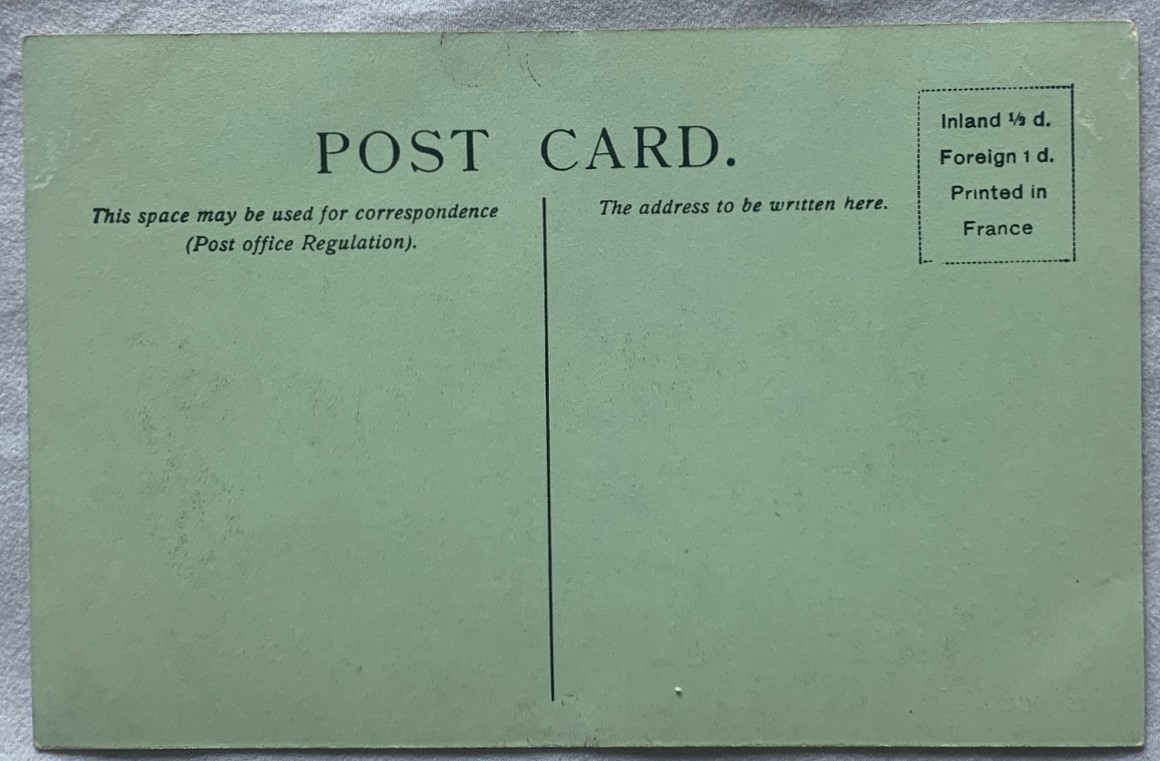 POST CARD.
This space may be used for correspondence
(Post office Regulation).
The address to be written here.
Inland ½ d.
Foreign 1 d.
Printed in
France